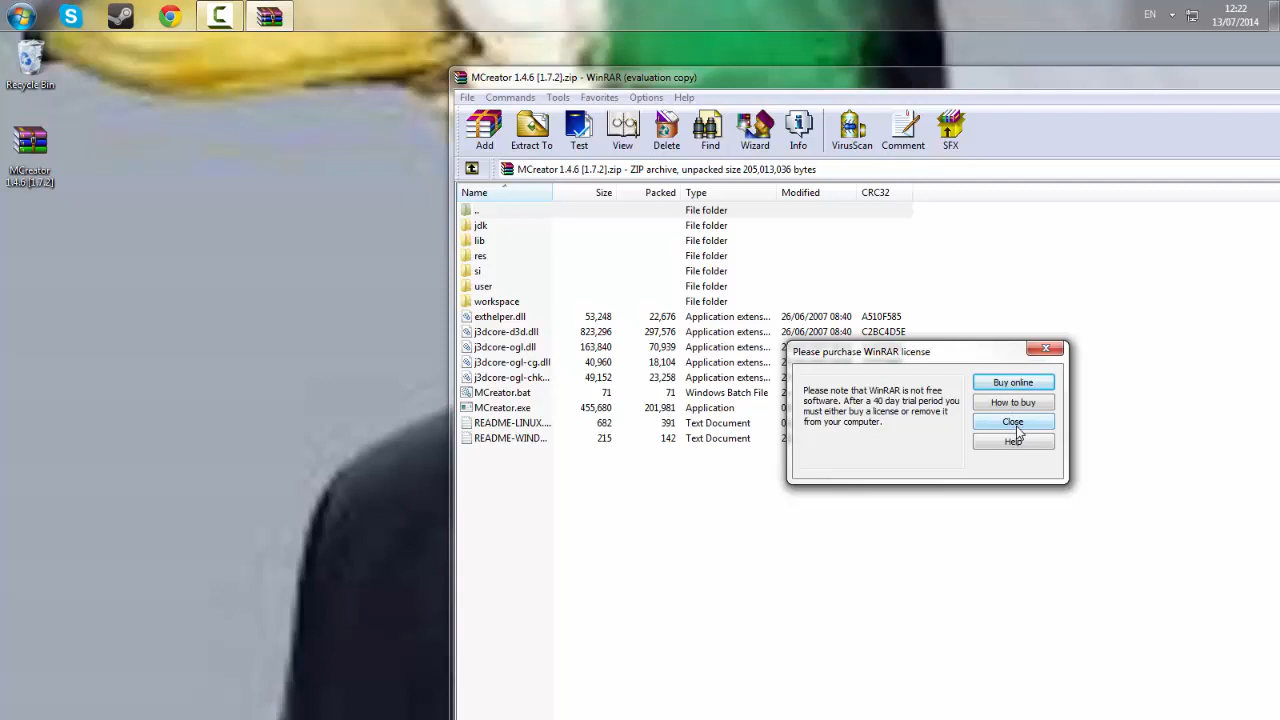 EN
12:22
13/07/2014
Recycle Bin
MCreator
1.4.6 [1.7.2]
MCreator 1.4.6 [1.7.2].zip - WinRAR (evaluation copy)
File Commands Tools Favorites Options Help
Add Extract To Test View Delete Find Wizard Info VirusScan Comment SFX
MCreator 1.4.6 [1.7.2].zip - ZIP archive, unpacked size 205,013,036 bytes
Name Size Packed Type Modified CRC32
.. File folder
jdk File folder
lib File folder
res File folder
si File folder
user File folder
workspace File folder
exthelper.dll 53,248 22,676 Application extens... 26/06/2007 08:40 A510F585
j3dcore-d3d.dll 823,296 297,576 Application extens... 26/06/2007 08:40 C2BC4D5E
j3dcore-ogl.dll 163,840 70,939 Application extens...
j3dcore-ogl-cg.dll 40,960 18,104 Application extens...
j3dcore-ogl-chk... 49,152 23,258 Application extens...
MCreator.bat 71 71 Windows Batch File
MCreator.exe 455,680 201,981 Application
README-LINUX.... 682 391 Text Document
README-WIND... 215 142 Text Document
Please purchase WinRAR license
Please note that WinRAR is not free
software. After a 40 day trial period you
must either buy a license or remove it
from your computer.
Buy online
How to buy
Close
Help